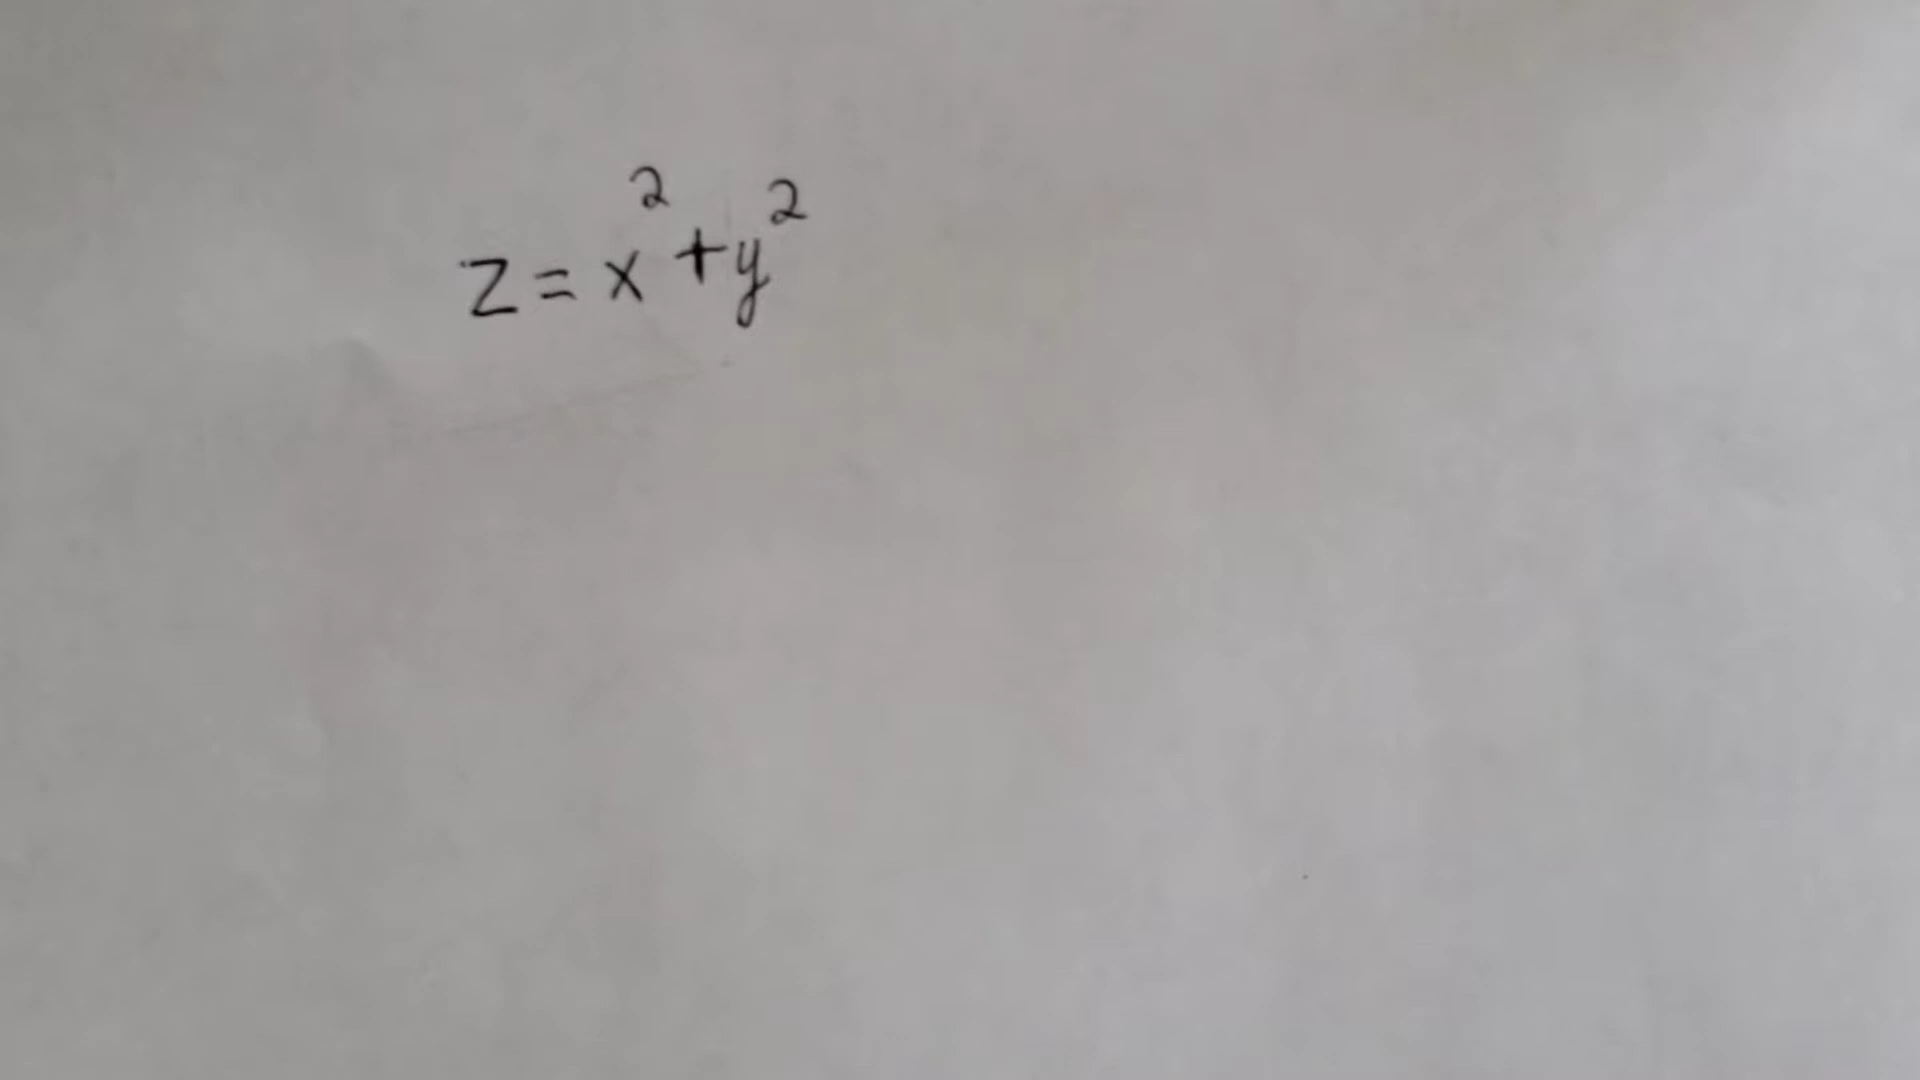 z = x² + y²